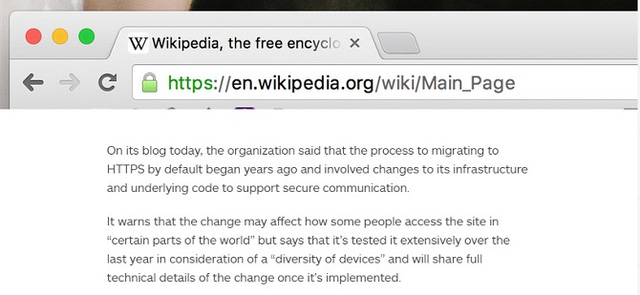 W Wikipedia, the free encyclo
https://en.wikipedia.org/wiki/Main_Page
On its blog today, the organization said that the process to migrating to
HTTPS by default began years ago and involved changes to its infrastructure
and underlying code to support secure communication.
It warns that the change may affect how some people access the site in
“certain parts of the world” but says that it’s tested it extensively over the
last year in consideration of a “diversity of devices” and will share full
technical details of the change once it’s implemented.